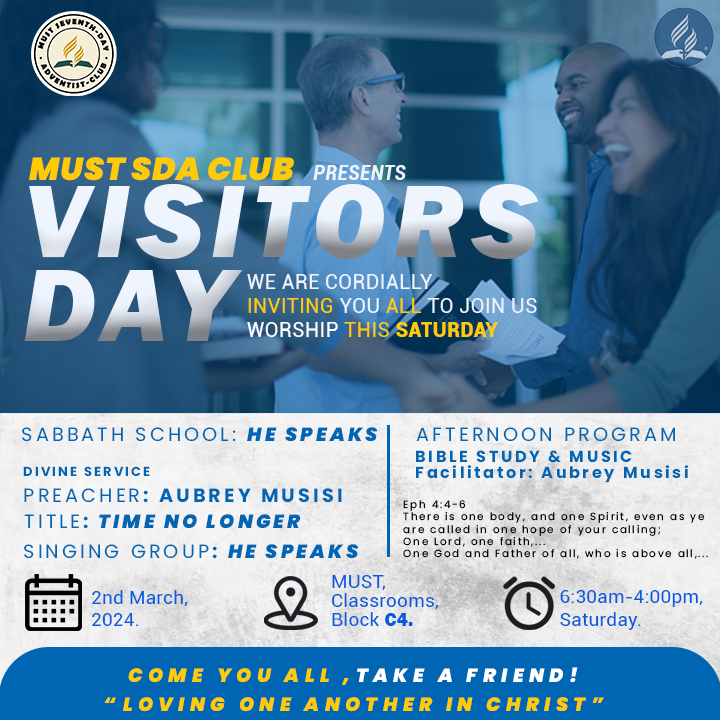 MUST SEVENTH-DAY
ADVENTIST-CLUB
MUST SDA CLUB PRESENTS
VISITORS
DAY
WE ARE CORDIALLY
INVITING YOU ALL TO JOIN US
WORSHIP THIS SATURDAY
SABBATH SCHOOL: HE SPEAKS
DIVINE SERVICE
PREACHER: AUBREY MUSISI
TITLE: TIME NO LONGER
SINGING GROUP: HE SPEAKS
AFTERNOON PROGRAM
BIBLE STUDY & MUSIC
Facilitator: Aubrey Musisi
Eph 4:4-6
There is one body, and one Spirit, even as ye
are called in one hope of your calling;
One Lord, one faith,...
One God and Father of all, who is above all,...
2nd March,
2024.
MUST,
Classrooms,
Block C4.
6:30am-4:00pm,
Saturday.
COME YOU ALL ,TAKE A FRIEND!
“LOVING ONE ANOTHER IN CHRIST”